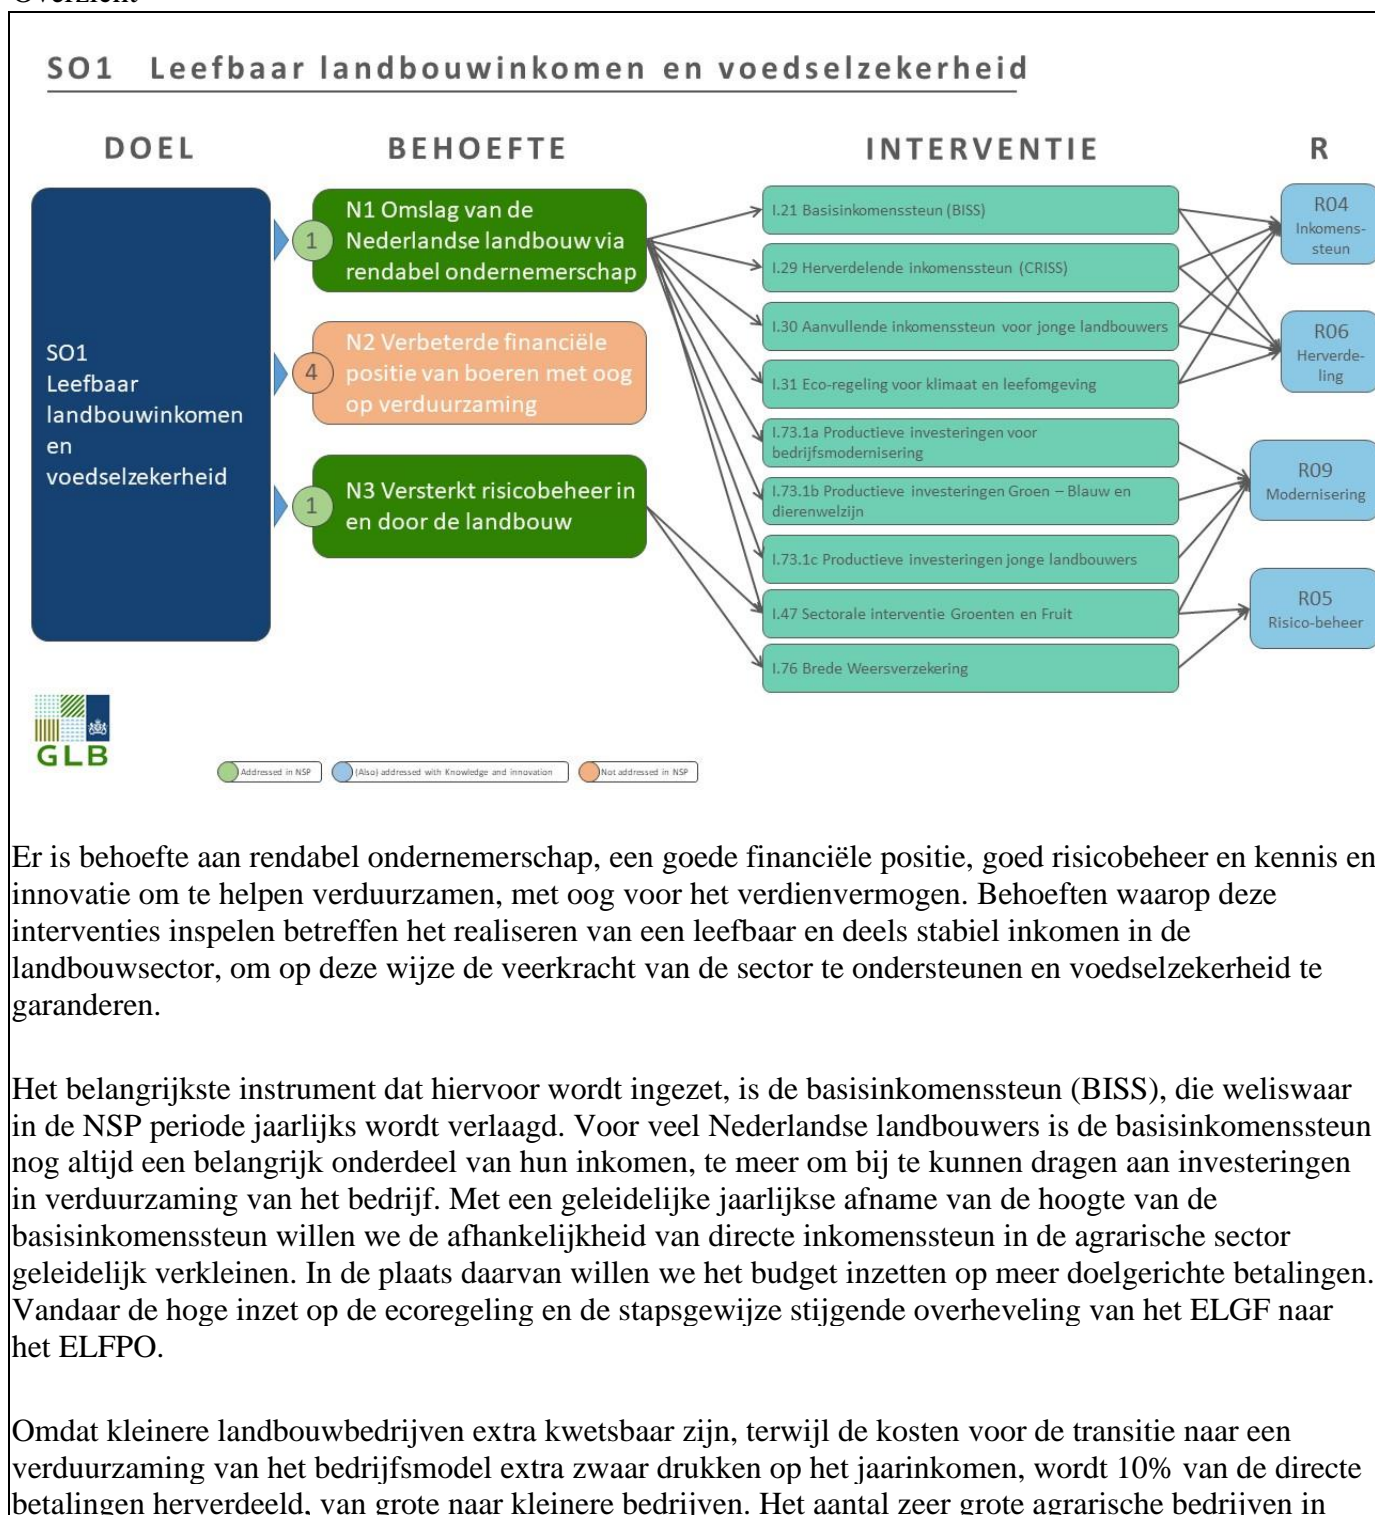 Overzicht
SO1 Leefbaar landbouwinkomen en voedselzekerheid
DOEL
BEHOEFTE
INTERVENTIE
R
SO1
Leefbaar
landbouwinkomen
en
voedselzekerheid
1
N1 Omslag van de
Nederlandse landbouw via
rendabel ondernemerschap
4
N2 Verbeterde financiële
positie van boeren met oog
op verduurzaming
1
N3 Versterkt risicobeheer in
en door de landbouw
I.21 Basisinkomenssteun (BISS)
I.29 Herverdelende inkomenssteun (CRISS)
I.30 Aanvullende inkomenssteun voor jonge landbouwers
I.31 Eco-regeling voor klimaat en leefomgeving
I.73.1a Productieve investeringen voor
bedrijfsmodernisering
I.73.1b Productieve investeringen Groen – Blauw en
dierenwelzijn
I.73.1c Productieve investeringen jonge landbouwers
I.47 Sectorale interventie Groenten en Fruit
I.76 Brede Weersverzekering
R04
Inkomens-
steun
R06
Herverde-
ling
R09
Modernisering
R05
Risico-beheer
GLB
Addressed in NSP
(Also) addressed with Knowledge and innovation
Not addressed in NSP
Er is behoefte aan rendabel ondernemerschap, een goede financiële positie, goed risicobeheer en kennis en
innovatie om te helpen verduurzamen, met oog voor het verdienvermogen. Behoeften waarop deze
interventies inspelen betreffen het realiseren van een leefbaar en deels stabiel inkomen in de
landbouwsector, om op deze wijze de veerkracht van de sector te ondersteunen en voedselzekerheid te
garanderen.
Het belangrijkste instrument dat hiervoor wordt ingezet, is de basisinkomenssteun (BISS), die weliswaar
in de NSP periode jaarlijks wordt verlaagd. Voor veel Nederlandse landbouwers is de basisinkomenssteun
nog altijd een belangrijk onderdeel van hun inkomen, te meer om bij te kunnen dragen aan investeringen
in verduurzaming van het bedrijf. Met een geleidelijke jaarlijkse afname van de hoogte van de
basisinkomenssteun willen we de afhankelijkheid van directe inkomenssteun in de agrarische sector
geleidelijk verkleinen. In de plaats daarvan willen we het budget inzetten op meer doelgerichte betalingen.
Vandaar de hoge inzet op de ecoregeling en de stapsgewijze stijgende overheveling van het ELGF naar
het ELFPO.
Omdat kleinere landbouwbedrijven extra kwetsbaar zijn, terwijl de kosten voor de transitie naar een
verduurzaming van het bedrijfsmodel extra zwaar drukken op het jaarinkomen, wordt 10% van de directe
betalingen herverdeeld, van grote naar kleinere bedrijven. Het aantal zeer grote agrarische bedrijven in